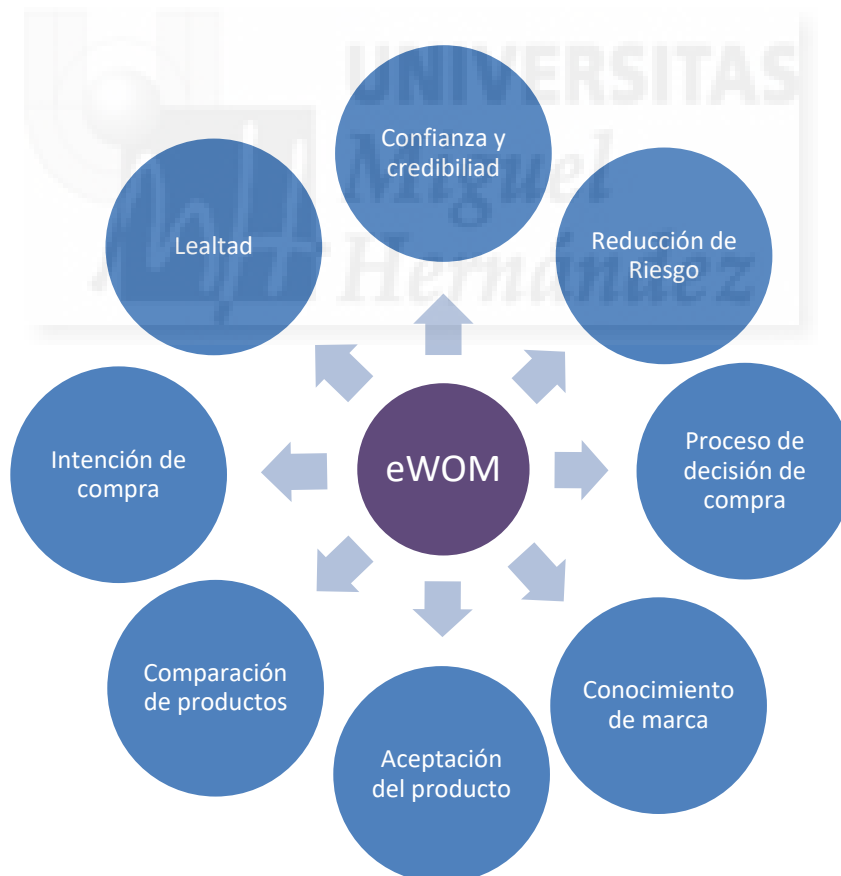 UNIVERSITAS
Miguel
Hernández
Confianza y
credibiliad
Reducción de
Riesgo
Proceso de
decisión de
compra
Conocimiento
de marca
Aceptación
del producto
Comparación
de productos
Intención de
compra
Lealtad
eWOM